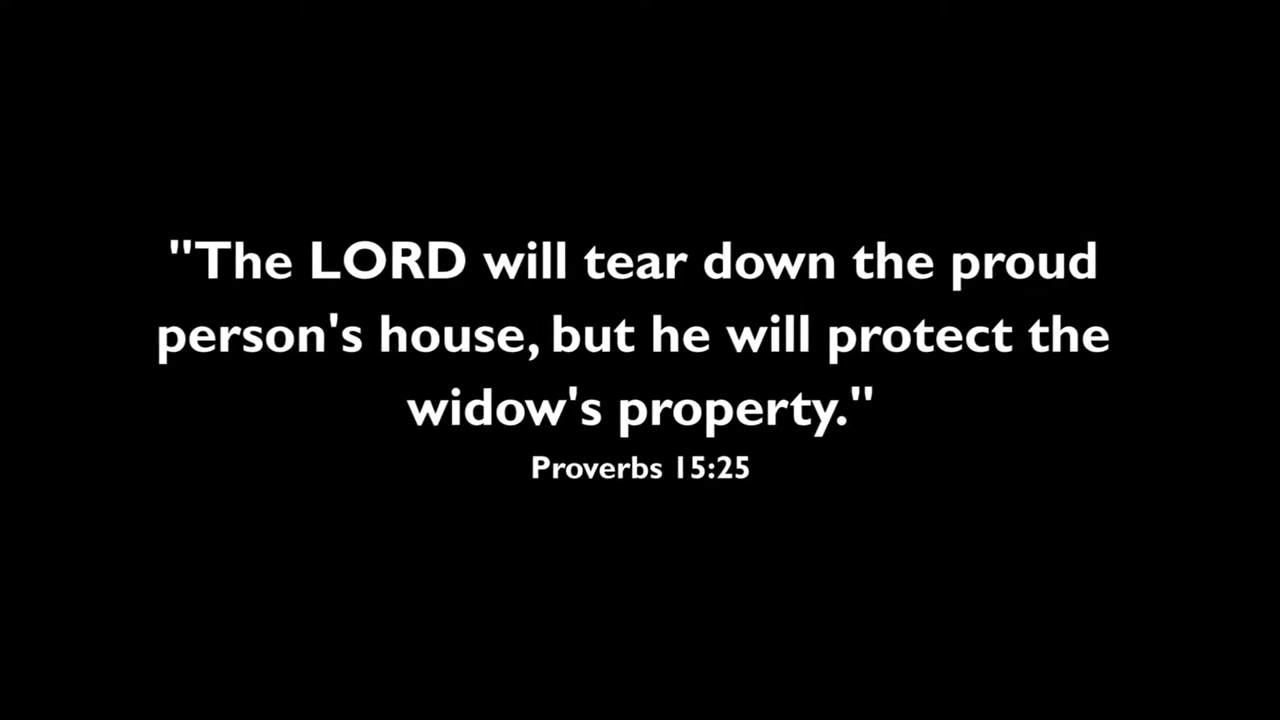 "The LORD will tear down the proud
person's house, but he will protect the
widow's property."
Proverbs 15:25